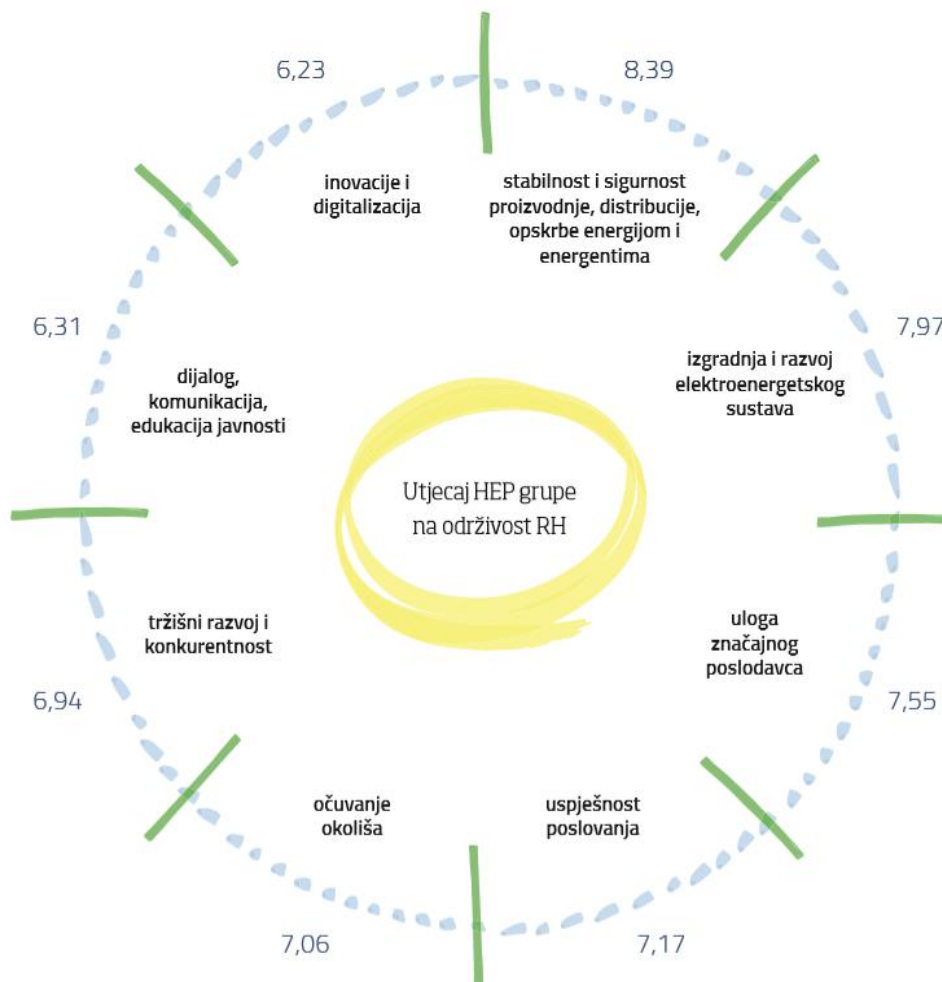 6,23
8,39
inovacije i
digitalizacija
stabilnost i sigurnost
proizvodnje, distribucije,
opskrbe energijom i
energentima
6,31
7,97
dijalog,
komunikacija,
edukacija javnosti
izgradnja i razvoj
elektroenergetskog
sustava
Utjecaj HEP grupe
na održivost RH
tržišni razvoj i
konkurentnost
uloga
značajnog
poslodavca
6,94
7,55
očuvanje
okoliša
uspješnost
poslovanja
7,06
7,17